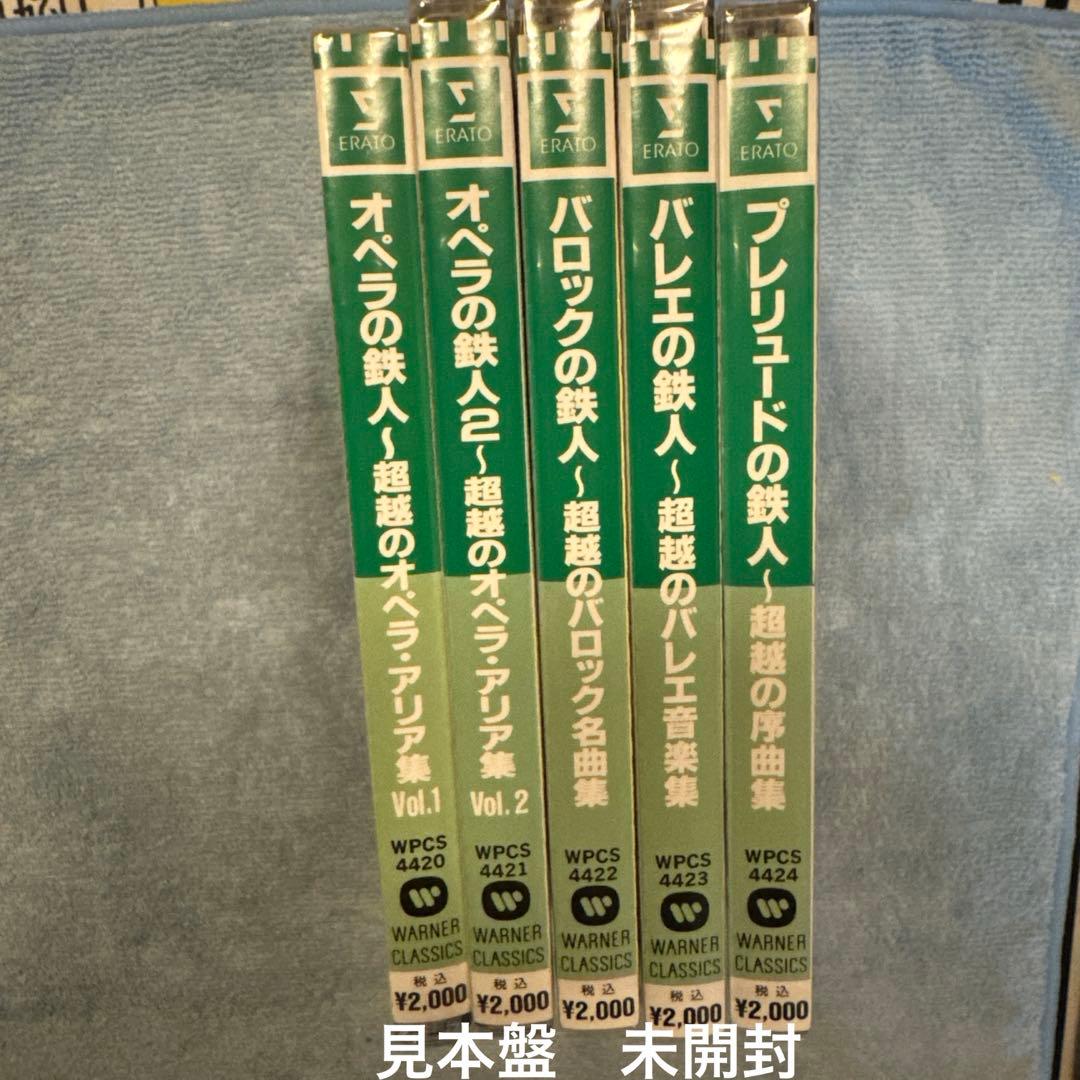 ERATO
オペラの鉄人~超越のオペラ・アリア集
Vol.1
WPCS
4420
WARNER
CLASSICS
税込
¥2,000
ERATO
オペラの鉄人2~超越のオペラ・アリア集
Vol.2
WPCS
4421
WARNER
CLASSICS
税込
¥2,000
ERATO
バロックの鉄人~超越のバロック名曲集
WPCS
4422
WARNER
CLASSICS
税込
¥2,000
ERATO
バレエの鉄人~超越のバレエ音楽集
WPCS
4423
WARNER
CLASSICS
税込
¥2,000
ERATO
プレリュードの鉄人~超越の序曲集
WPCS
4424
WARNER
CLASSICS
税込
¥2,000
見本盤 未開封